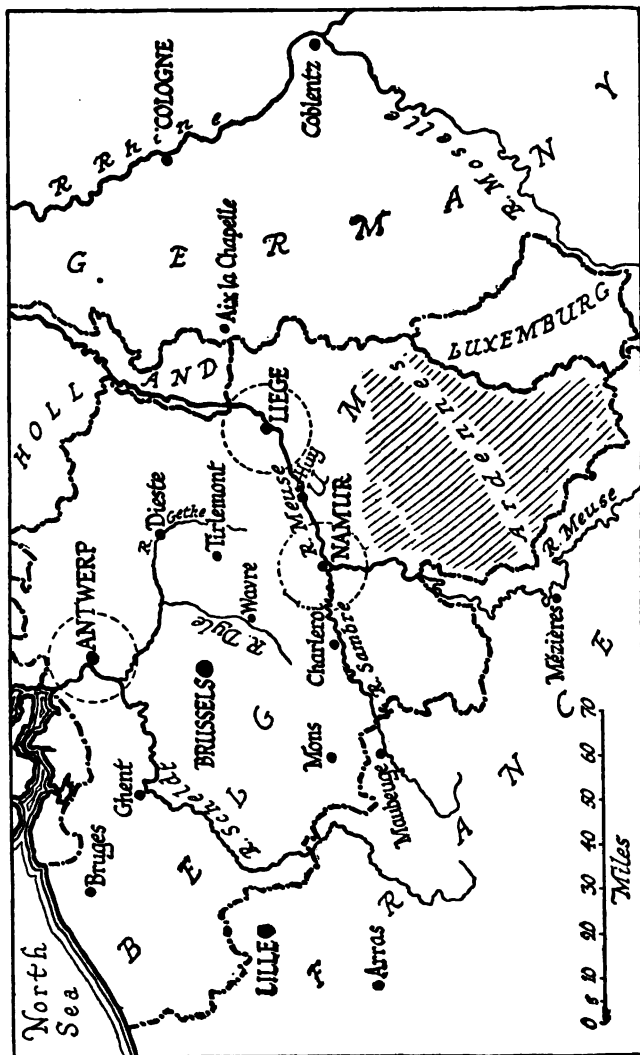 North
Sea
HOLLAND
Bruges
Ghent
ANTWERP
R. Scheldt
BRUSSELS
R. Dyle
Wavre
R. Gethe
Dieste
Tirlemont
BELGIUM
LILLE
Arras
Mons
Maubeuge
Charleroi
R. Sambre
NAMUR
R. Meuse
Huy
LIEGE
Aix la Chapelle
COLOGNE
R. Rhine
Coblentz
R. Moselle
GERMANY
LUXEMBURG
Ardennes
Mts
R. Meuse
Mézières
FRANCE
0 5 10 20 30 40 50 60 70
Miles